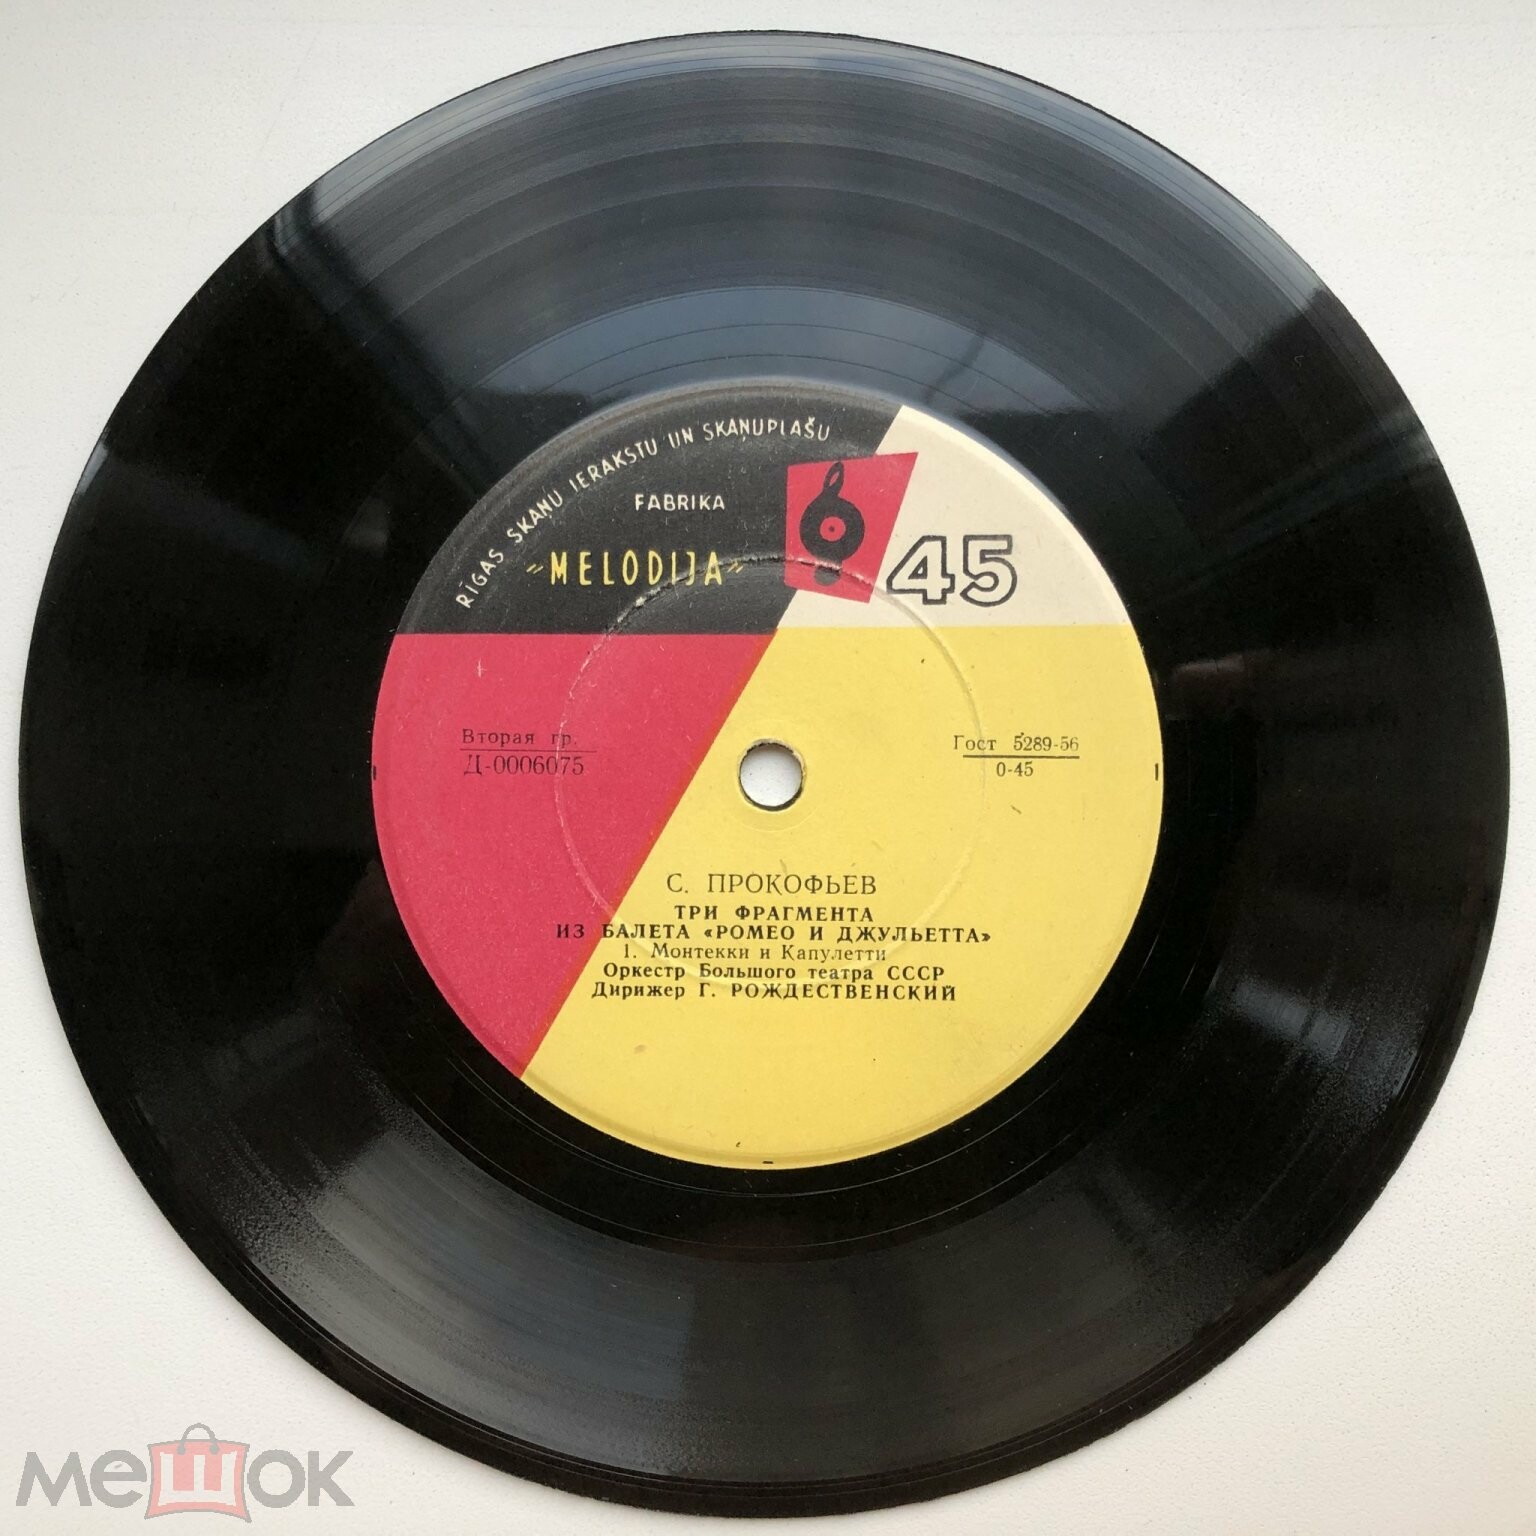 RĪGAS SKAŅU IERAKSTU UN SKAŅUPLAŠU
FABRIKA
"MELODIJA"
45
Вторая гр.
Д-0006075
Гост 5289-56
0-45
С. ПРОКОФЬЕВ
ТРИ ФРАГМЕНТА
ИЗ БАЛЕТА «РОМЕО И ДЖУЛЬЕТТА»
1. Монтекки и Капулетти
Оркестр Большого театра СССР
Дирижер Г. РОЖДЕСТВЕНСКИЙ
мешок